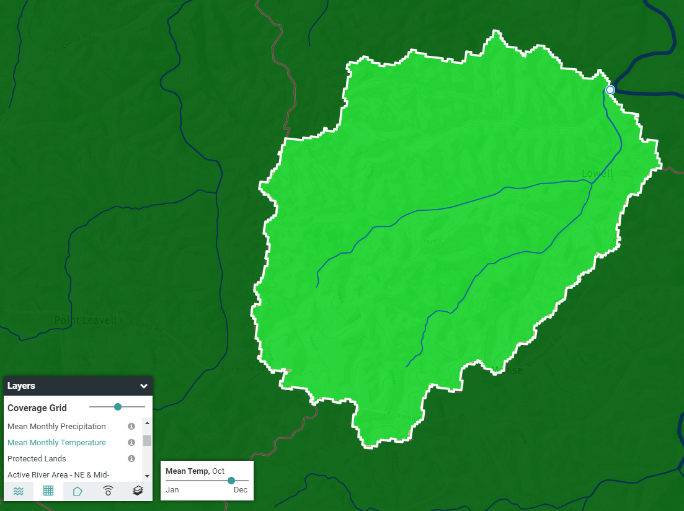 Lowell
Layers
Coverage Grid
Mean Monthly Precipitation
Mean Monthly Temperature
Protected Lands
Active River Area - NE & Mid-
Mean Temp, Oct
Jan Dec